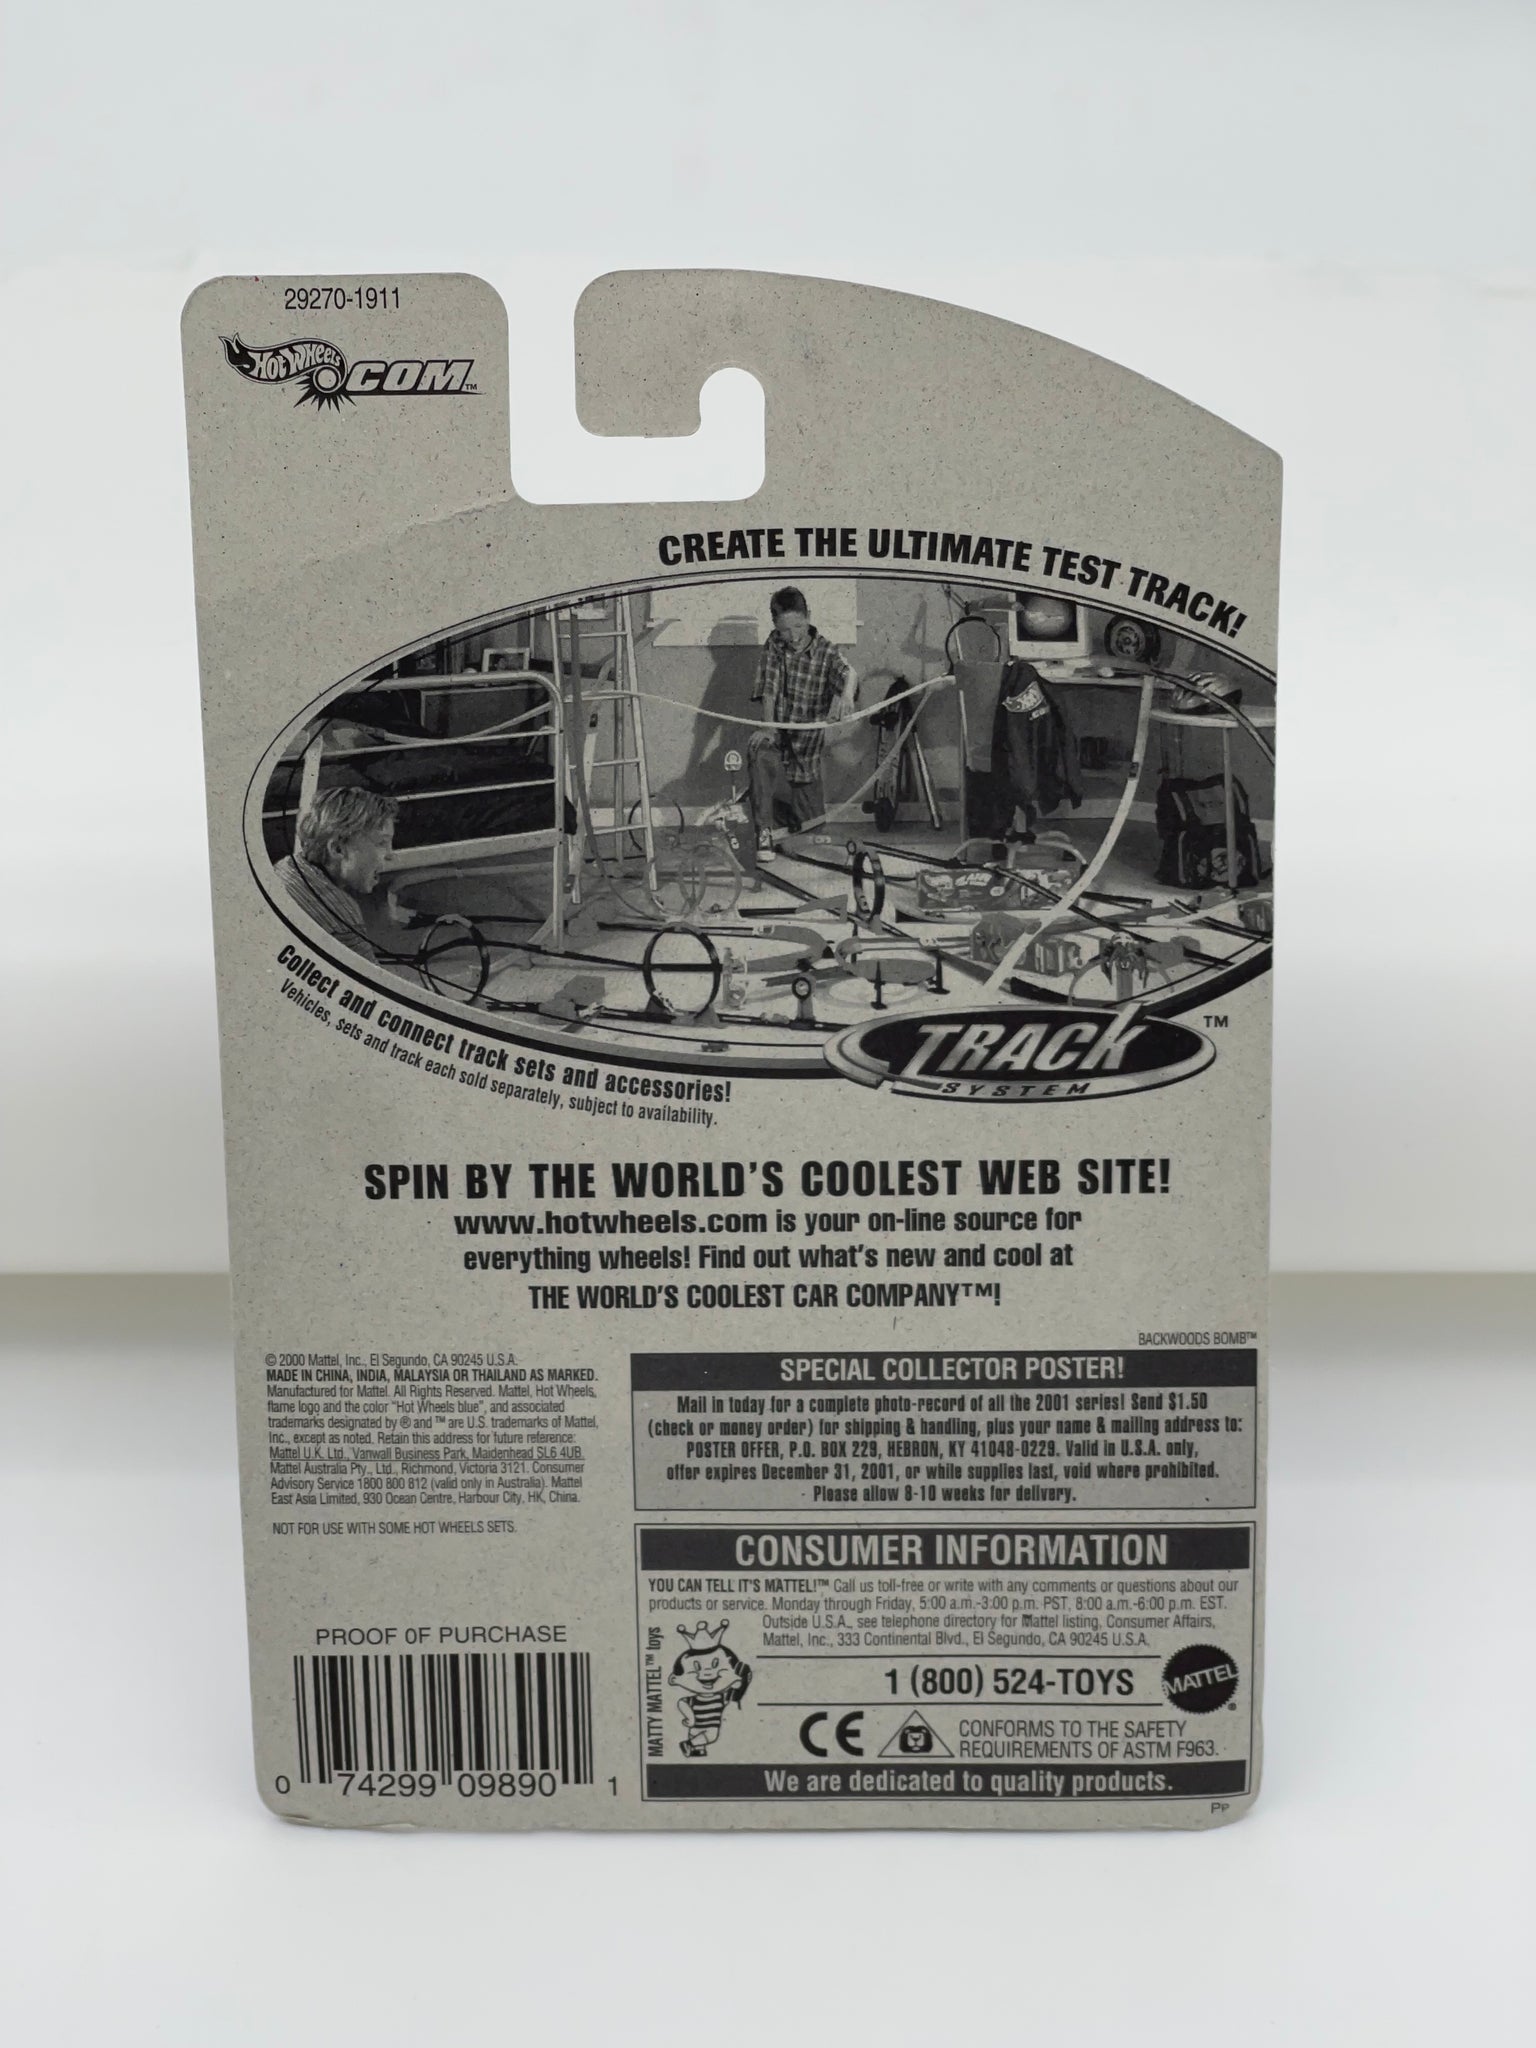 29270-1911
Hot Wheels .COM™
CREATE THE ULTIMATE TEST TRACK!
Collect and connect track sets and accessories!
Vehicles, sets and track each sold separately, subject to availability.
TRACK™
SYSTEM
SPIN BY THE WORLD'S COOLEST WEB SITE!
www.hotwheels.com is your on-line source for
everything wheels! Find out what's new and cool at
THE WORLD'S COOLEST CAR COMPANY™!
BACKWOODS BOMB™
© 2000 Mattel, Inc., El Segundo, CA 90245 U.S.A.
MADE IN CHINA, INDIA, MALAYSIA OR THAILAND AS MARKED.
Manufactured for Mattel. All Rights Reserved. Mattel, Hot Wheels,
flame logo and the color "Hot Wheels blue", and associated
trademarks designated by ® and ™ are U.S. trademarks of Mattel,
Inc., except as noted. Retain this address for future reference:
Mattel U.K. Ltd., Vanwall Business Park, Maidenhead SL6 4UB.
Mattel Australia Pty., Ltd., Richmond, Victoria 3121. Consumer
Advisory Service 1800 800 812 (valid only in Australia). Mattel
East Asia Limited, 930 Ocean Centre, Harbour City, HK, China.
NOT FOR USE WITH SOME HOT WHEELS SETS.
PROOF OF PURCHASE
0 74299 09890 1
SPECIAL COLLECTOR POSTER!
Mail in today for a complete photo-record of all the 2001 series! Send $1.50
(check or money order) for shipping & handling, plus your name & mailing address to:
POSTER OFFER, P.O. BOX 229, HEBRON, KY 41048-0229. Valid in U.S.A. only,
offer expires December 31, 2001, or while supplies last, void where prohibited.
Please allow 8-10 weeks for delivery.
CONSUMER INFORMATION
YOU CAN TELL IT'S MATTEL!™ Call us toll-free or write with any comments or questions about our
products or service. Monday through Friday, 5:00 a.m.-3:00 p.m. PST, 8:00 a.m.-6:00 p.m. EST.
Outside U.S.A., see telephone directory for Mattel listing, Consumer Affairs,
Mattel, Inc., 333 Continental Blvd., El Segundo, CA 90245 U.S.A.
MATTY MATTEL™ toys
1 (800) 524-TOYS
MATTEL®
CE
CONFORMS TO THE SAFETY
REQUIREMENTS OF ASTM F963.
We are dedicated to quality products.
PP